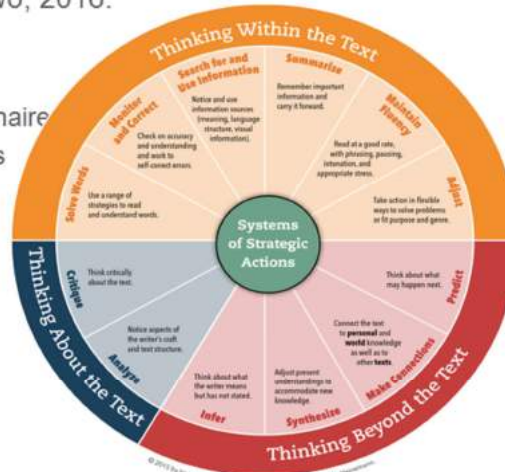 2016.
Thinking Within the Text
Solve Words
Use a range of
strategies to read
and understand words.
Monitor
and Correct
Check on accuracy
and understanding
and work to
self-correct errors.
Search for and
Use Information
Notice and use
information sources
(meaning, language
structure, visual
information).
Summarize
Remember important
information and
carry it forward.
Maintain
Fluency
Read at a good rate,
with phrasing, pausing,
intonation, and
appropriate stress.
Adjust
Take action in flexible
ways to solve problems
or fit purpose and genre.
Systems
of Strategic
Actions
Thinking About the Text
Critique
Think critically
about the text.
Analyze
Notice aspects of
the writer's craft
and text structure.
Thinking Beyond the Text
Infer
Think about what
the writer means
but has not stated.
Synthesize
Adjust present
understandings to
accommodate new
knowledge.
Make Connections
Connect the text
to personal and
world knowledge
as well as to
other texts.
Predict
Think about what
may happen next.